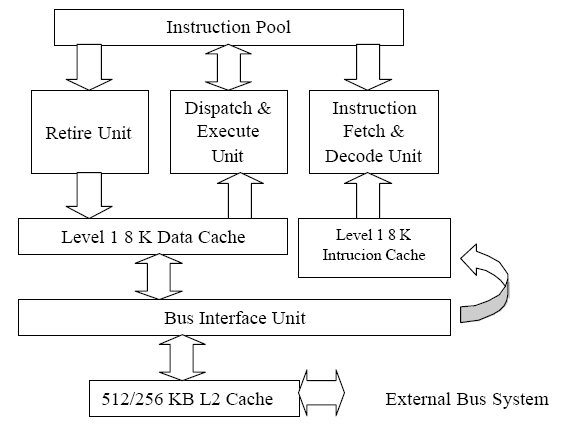 Instruction Pool
Retire Unit
Dispatch &
Execute
Unit
Instruction
Fetch &
Decode Unit
Level 1 8 K Data Cache
Level 1 8 K
Intrucion Cache
Bus Interface Unit
512/256 KB L2 Cache
External Bus System